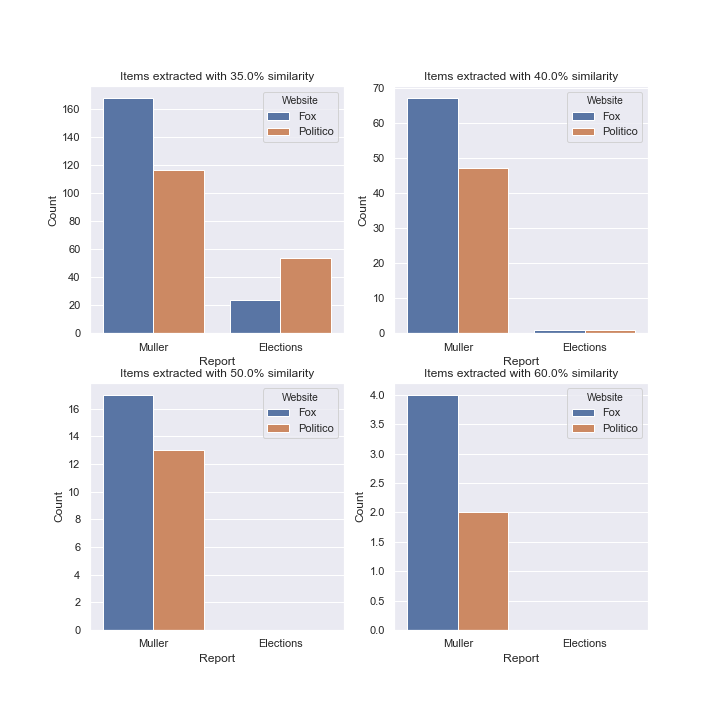 Items extracted with 35.0% similarity
Count
160
140
120
100
80
60
40
20
0
Website
Fox
Politico
Muller
Elections
Report
Items extracted with 40.0% similarity
Count
70
60
50
40
30
20
10
0
Website
Fox
Politico
Muller
Elections
Report
Items extracted with 50.0% similarity
Count
16
14
12
10
8
6
4
2
0
Website
Fox
Politico
Muller
Elections
Report
Items extracted with 60.0% similarity
Count
4.0
3.5
3.0
2.5
2.0
1.5
1.0
0.5
0.0
Website
Fox
Politico
Muller
Elections
Report